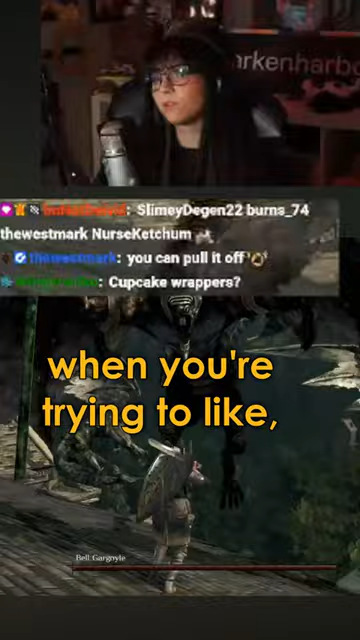 arkenharbo
SlimeyDegen22 burns_74
thewestmark NurseKetchum
thewestmark: you can pull it off
: Cupcake wrappers?
when you're
trying to like,
Bell Gargoyle